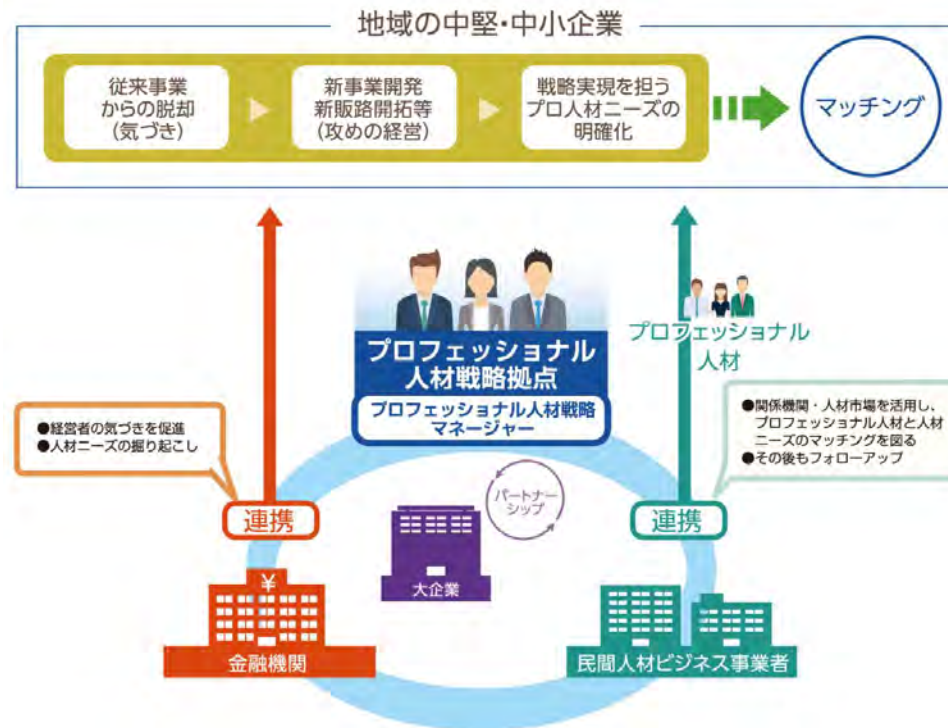 地域の中堅・中小企業
従来事業
からの脱却
(気づき)
新事業開発
新販路開拓等
(攻めの経営)
戦略実現を担う
プロ人材ニーズの
明確化
マッチング
プロフェッショナル
人材戦略拠点
プロフェッショナル人材戦略
マネージャー
プロフェッショナル
人材
●経営者の気づきを促進
●人材ニーズの掘り起こし
●関係機関・人材市場を活用し、
プロフェッショナル人材と人材
ニーズのマッチングを図る
●その後もフォローアップ
連携
パートナー
シップ
連携
大企業
¥
金融機関
民間人材ビジネス事業者